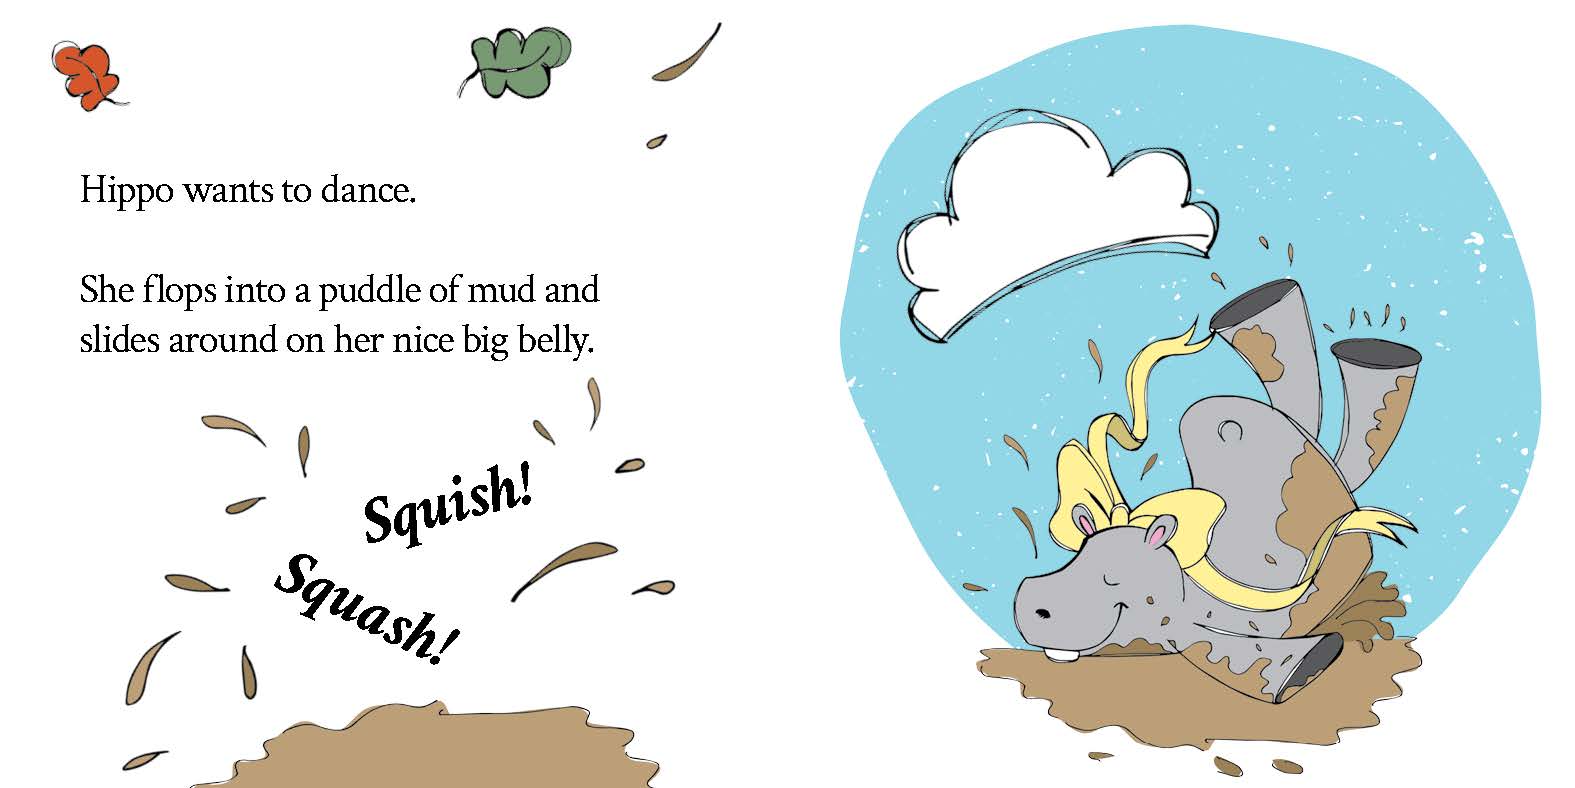 Hippo wants to dance.
She flops into a puddle of mud and
slides around on her nice big belly.
Squish!
Squash!